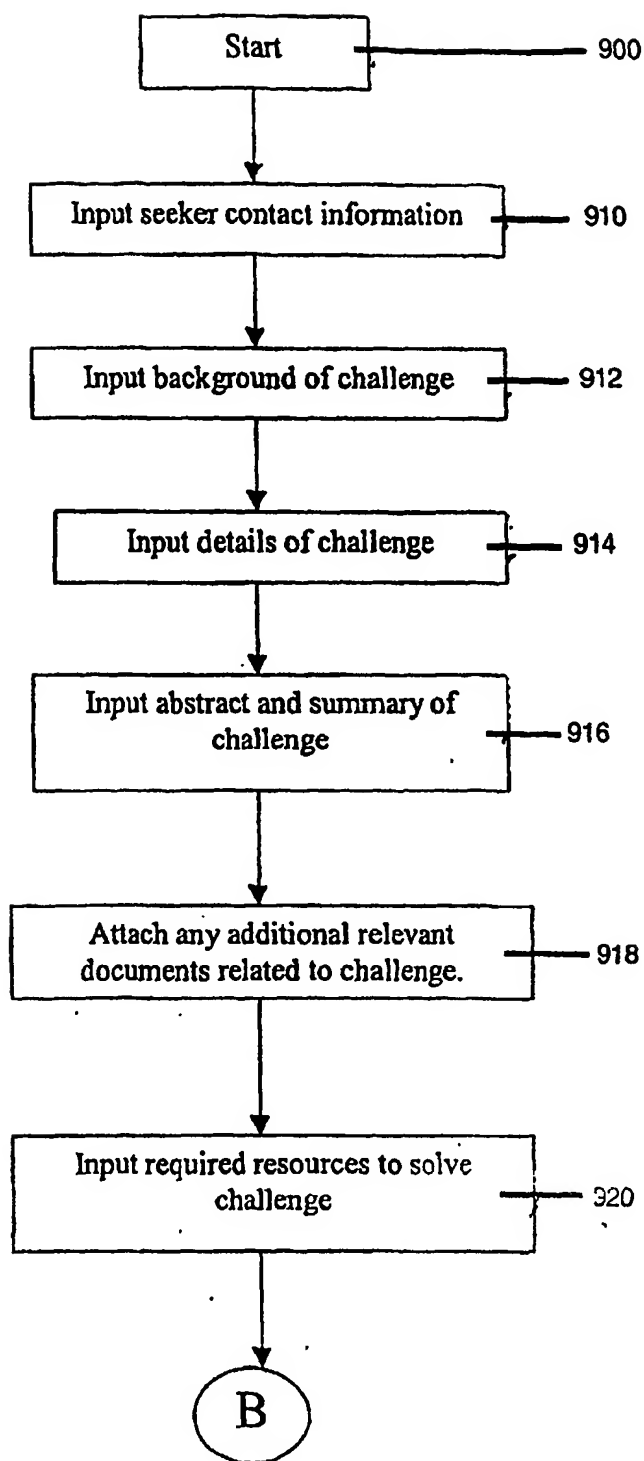 Start
900
Input seeker contact information
910
Input background of challenge
912
Input details of challenge
914
Input abstract and summary of
challenge
916
Attach any additional relevant
documents related to challenge.
918
Input required resources to solve
challenge
920
B